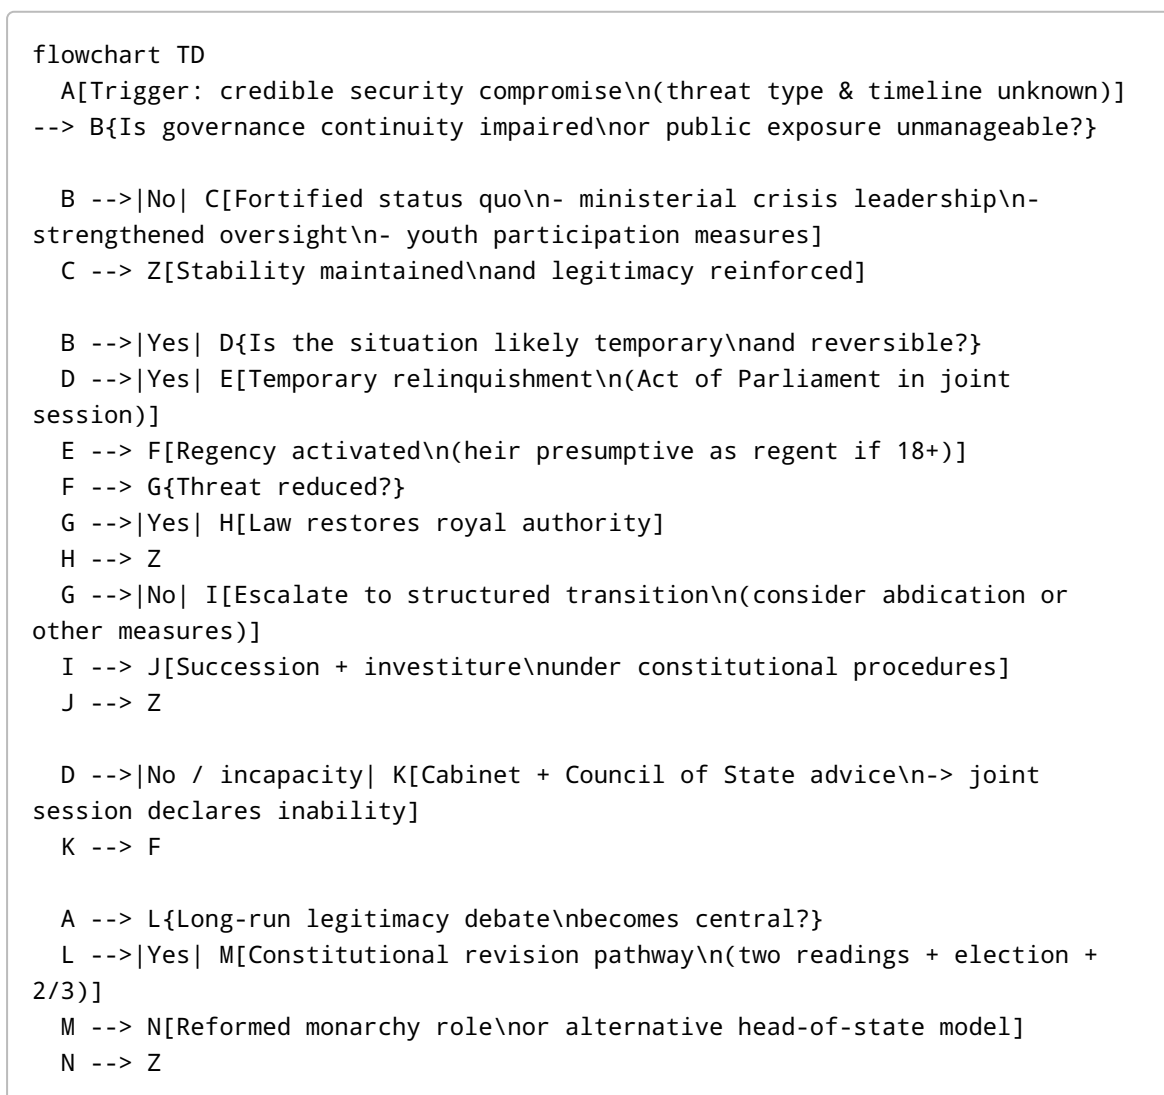 flowchart TD
A[Trigger: credible security compromise\n(threat type & timeline unknown)]
--> B{Is governance continuity impaired\nor public exposure unmanageable?}
B -->|No| C[Fortified status quo\n- ministerial crisis leadership\n-
strengthened oversight\n- youth participation measures]
C --> Z[Stability maintained\nand legitimacy reinforced]
B -->|Yes| D{Is the situation likely temporary\nand reversible?}
D -->|Yes| E[Temporary relinquishment\n(Act of Parliament in joint
session)]
E --> F[Regency activated\n(heir presumptive as regent if 18+)]
F --> G{Threat reduced?}
G -->|Yes| H[Law restores royal authority]
H --> Z
G -->|No| I[Escalate to structured transition\n(consider abdication or
other measures)]
I --> J[Succession + investiture\nunder constitutional procedures]
J --> Z
D -->|No / incapacity| K[Cabinet + Council of State advice\n-> joint
session declares inability]
K --> F
A --> L{Long-run legitimacy debate\nbecomes central?}
L -->|Yes| M[Constitutional revision pathway\n(two readings + election +
2/3)]
M --> N[Reformed monarchy role\nor alternative head-of-state model]
N --> Z